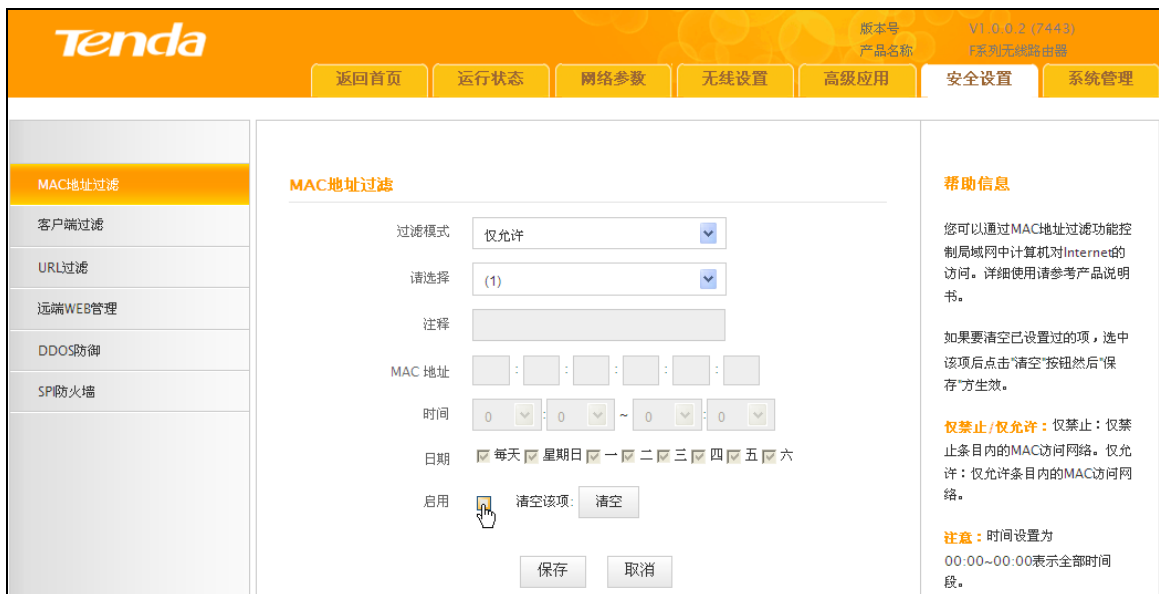 Tenda
版本号 V1.0.0.2 (7443)
产品名称 F系列无线路由器
返回首页 运行状态 网络参数 无线设置 高级应用 安全设置 系统管理
MAC地址过滤
客户端过滤
URL过滤
远端WEB管理
DDOS防御
SPI防火墙
MAC地址过滤
过滤模式 仅允许
请选择 (1)
注释
MAC 地址 : : : : :
时间 0 : 0 ~ 0 : 0
日期 每天 星期日 一 二 三 四 五 六
启用 清空该项: 清空
保存 取消
帮助信息
您可以通过MAC地址过滤功能控
制局域网中计算机对Internet的
访问。详细使用请参考产品说明
书。
如果要清空已设置过的项，选中
该项后点击"清空"按钮然后"保
存"方生效。
仅禁止/仅允许：仅禁止：仅禁
止条目内的MAC访问网络。仅允
许：仅允许条目内的MAC访问网
络。
注意：时间设置为
00:00~00:00表示全部时间
段。